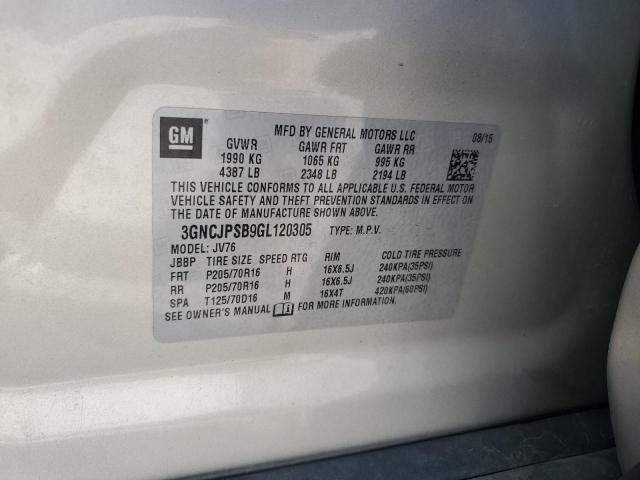 GM
MFD BY GENERAL MOTORS LLC 08/15
GVWR GAWR FRT GAWR RR
1990 KG 1065 KG 995 KG
4387 LB 2348 LB 2194 LB
THIS VEHICLE CONFORMS TO ALL APPLICABLE U.S. FEDERAL MOTOR
VEHICLE SAFETY AND THEFT PREVENTION STANDARDS IN EFFECT ON
THE DATE OF MANUFACTURE SHOWN ABOVE.
3GNCJPSB9GL120305 TYPE: M.P.V.
MODEL: JV76
JBBP TIRE SIZE SPEED RTG RIM COLD TIRE PRESSURE
FRT P205/70R16 H 16X6.5J 240KPA(35PSI)
RR P205/70R16 H 16X6.5J 240KPA(35PSI)
SPA T125/70D16 M 16X4T 420KPA(60PSI)
SEE OWNER'S MANUAL FOR MORE INFORMATION.